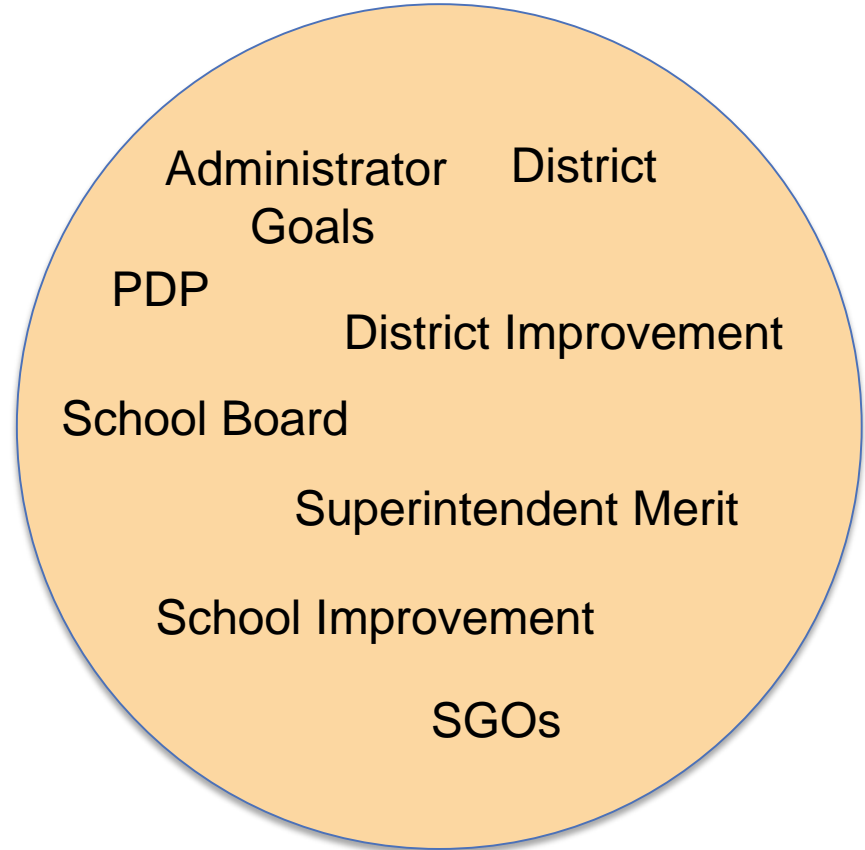 Administrator
Goals
District
PDP
District Improvement
School Board
Superintendent Merit
School Improvement
SGOs